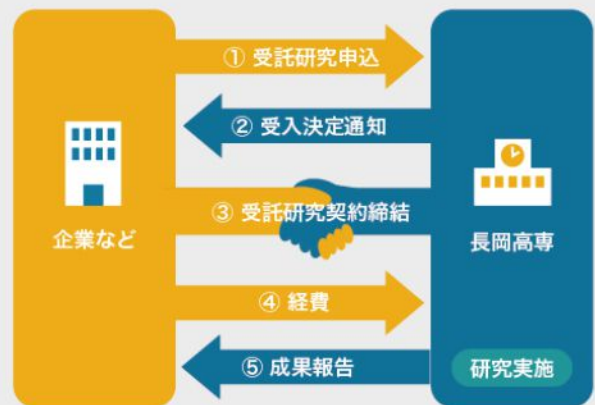 ① 受託研究申込
② 受入決定通知
③ 受託研究契約締結
企業など
長岡高専
④ 経費
⑤ 成果報告
研究実施